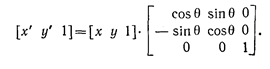 [x′ y′ 1]=[x y 1]·[cos θ sin θ 0
− sin θ cos θ 0
0 0 1].